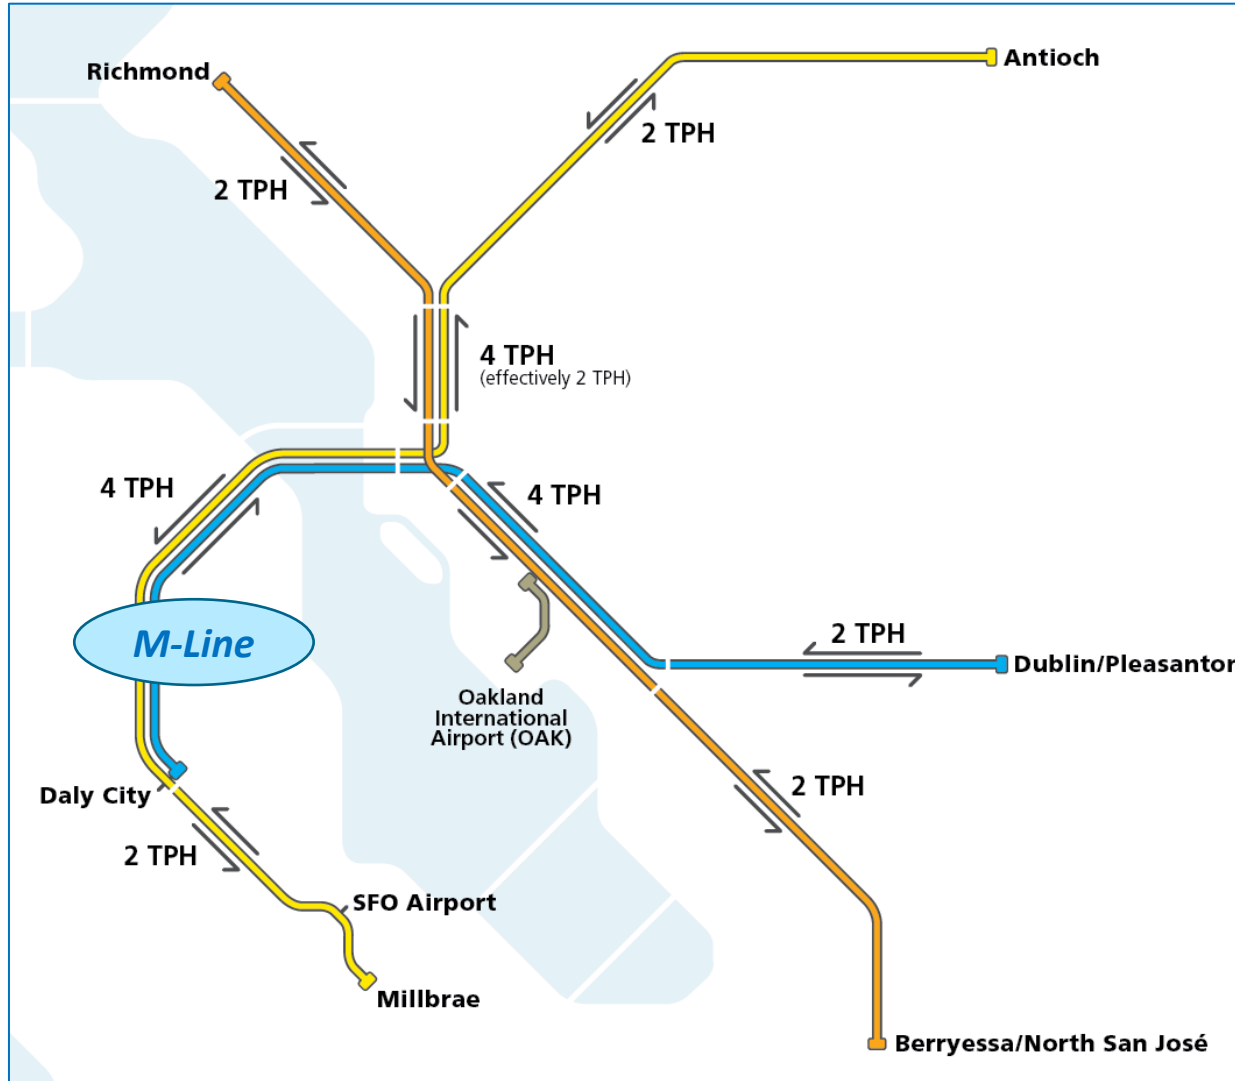 Richmond
Antioch
2 TPH
2 TPH
4 TPH
(effectively 2 TPH)
4 TPH
4 TPH
M-Line
2 TPH
Dublin/Pleasantor
Oakland
International
Airport (OAK)
Daly City
2 TPH
2 TPH
SFO Airport
Millbrae
Berryessa/North San José